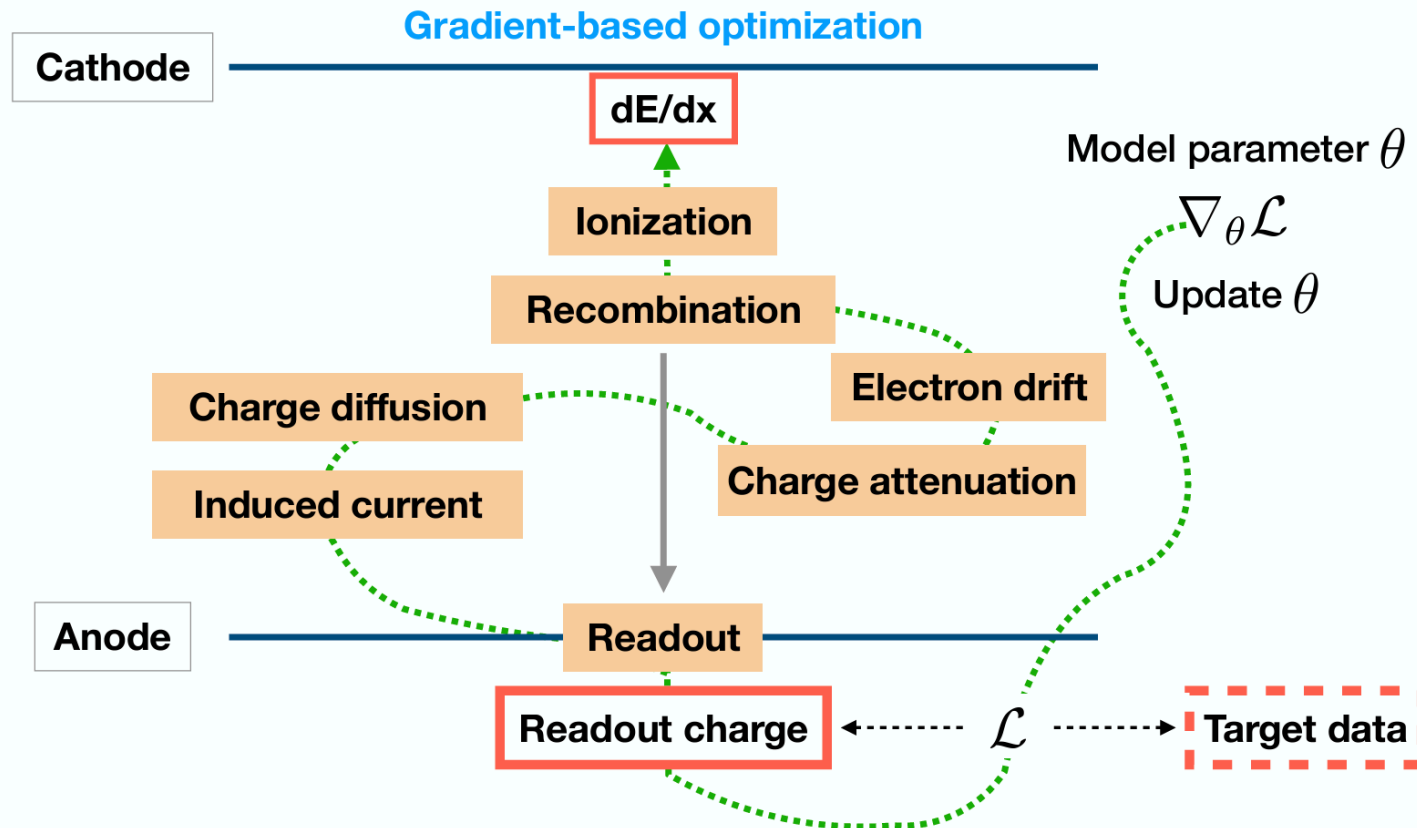 Gradient-based optimization
Cathode
dE/dx
Model parameter θ
∇θℒ
Update θ
Ionization
Recombination
Electron drift
Charge diffusion
Charge attenuation
Induced current
Anode
Readout
Readout charge
ℒ
Target data